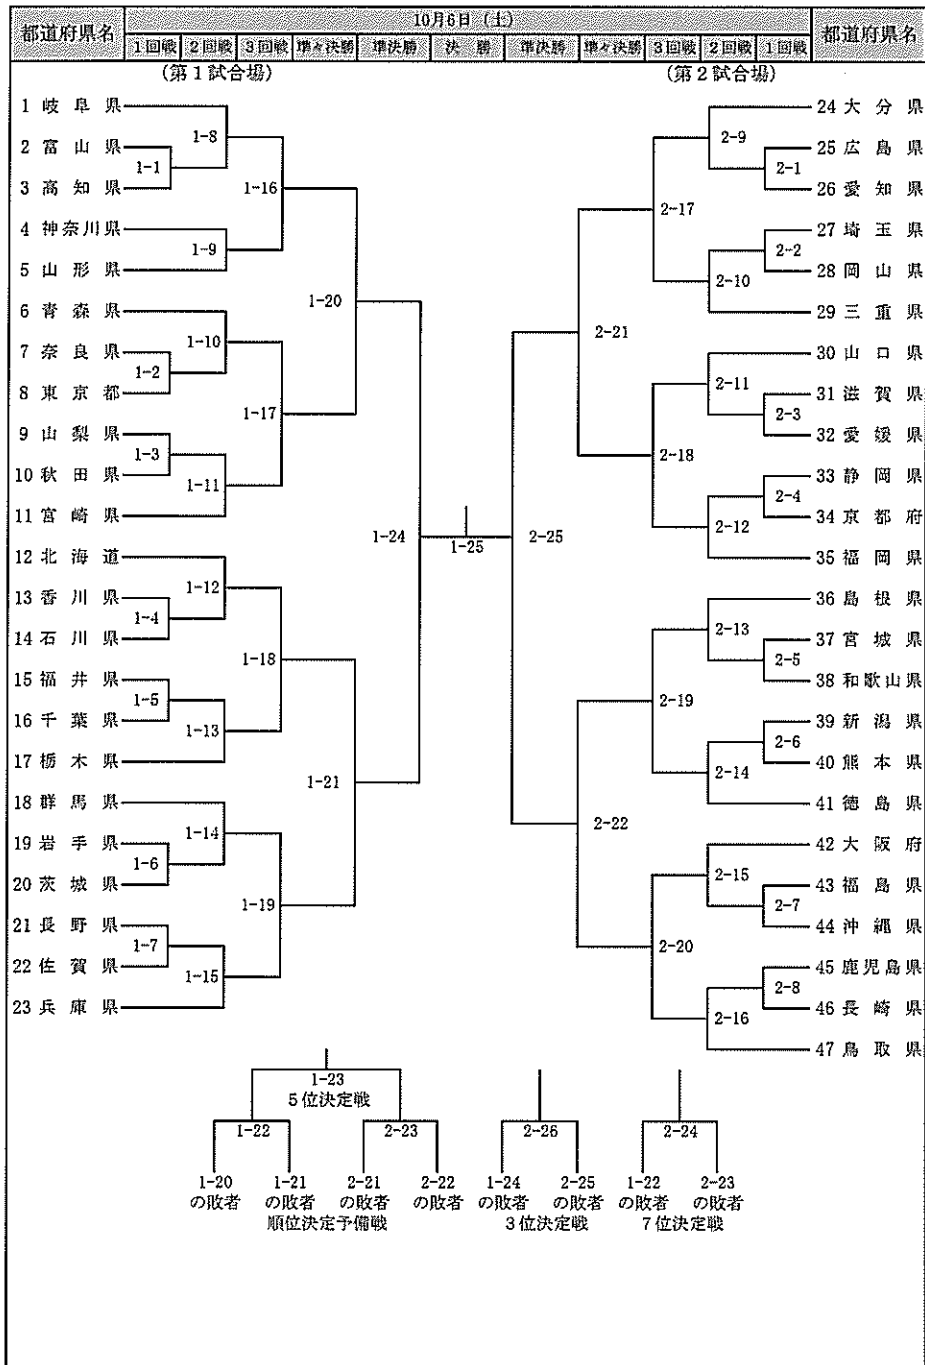 都道府県名 10月6日（土） 都道府県名
1回戦 2回戦 3回戦 準々決勝 準決勝 決勝 準決勝 準々決勝 3回戦 2回戦 1回戦
（第1試合場） （第2試合場）
1 岐阜県 24 大分県
1-8 2-9
2 富山県 25 広島県
1-1 2-1
3 高知県 1-16 26 愛知県
2-17
4 神奈川県 27 埼玉県
1-9 2-2
5 山形県 28 岡山県
2-10
1-20
6 青森県 29 三重県
1-10 2-21
7 奈良県 30 山口県
1-2 2-11
8 東京都 31 滋賀県
1-17 2-3
9 山梨県 32 愛媛県
1-3 2-18
10 秋田県 33 静岡県
1-11 2-4
11 宮崎県 34 京都府
2-12
1-24 1-25 2-25
12 北海道 35 福岡県
1-12
13 香川県 36 島根県
1-4 2-13
14 石川県 37 宮城県
1-18 2-5
15 福井県 38 和歌山県
1-5 2-19
16 千葉県 39 新潟県
1-13 2-6
17 栃木県 40 熊本県
1-21 2-14
18 群馬県 41 徳島県
1-14 2-22
19 岩手県 42 大阪府
1-6 2-15
20 茨城県 43 福島県
1-19 2-7
21 長野県 44 沖縄県
1-7 2-20
22 佐賀県 45 鹿児島県
1-15 2-8
23 兵庫県 46 長崎県
2-16
47 鳥取県
1-23
5位決定戦
1-22 2-23 2-26 2-24
1-20 1-21 2-21 2-22 1-24 2-25 1-22 2-23
の敗者 の敗者 の敗者 の敗者 の敗者 の敗者 の敗者 の敗者
順位決定予備戦 3位決定戦 7位決定戦